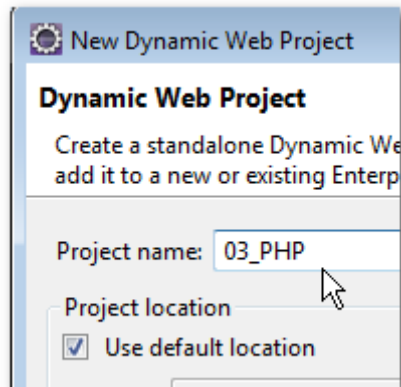 New Dynamic Web Project
Dynamic Web Project
Create a standalone Dynamic We
add it to a new or existing Enterp
Project name: 03_PHP
Project location
Use default location